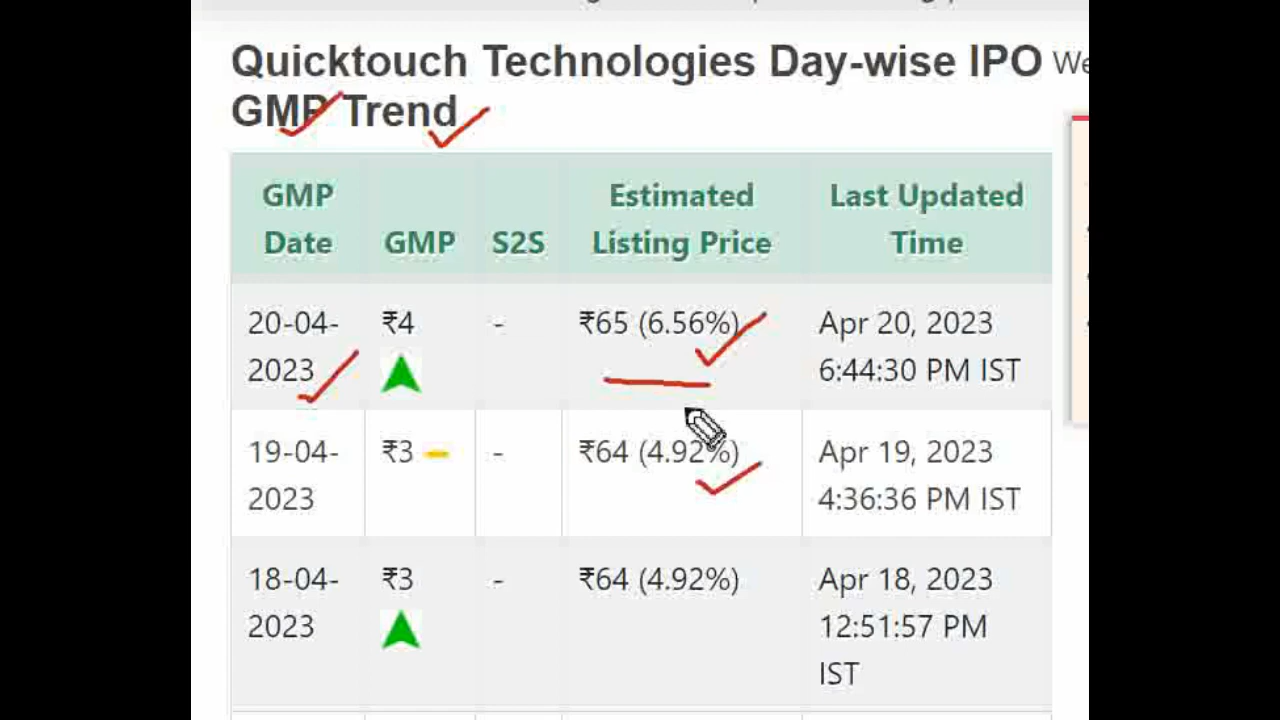 Quicktouch Technologies Day-wise IPO We
GMP Trend
GMP Date GMP S2S Estimated Listing Price Last Updated Time
20-04-2023 ₹4 - ₹65 (6.56%) Apr 20, 2023 6:44:30 PM IST
19-04-2023 ₹3 - ₹64 (4.92%) Apr 19, 2023 4:36:36 PM IST
18-04-2023 ₹3 - ₹64 (4.92%) Apr 18, 2023 12:51:57 PM IST